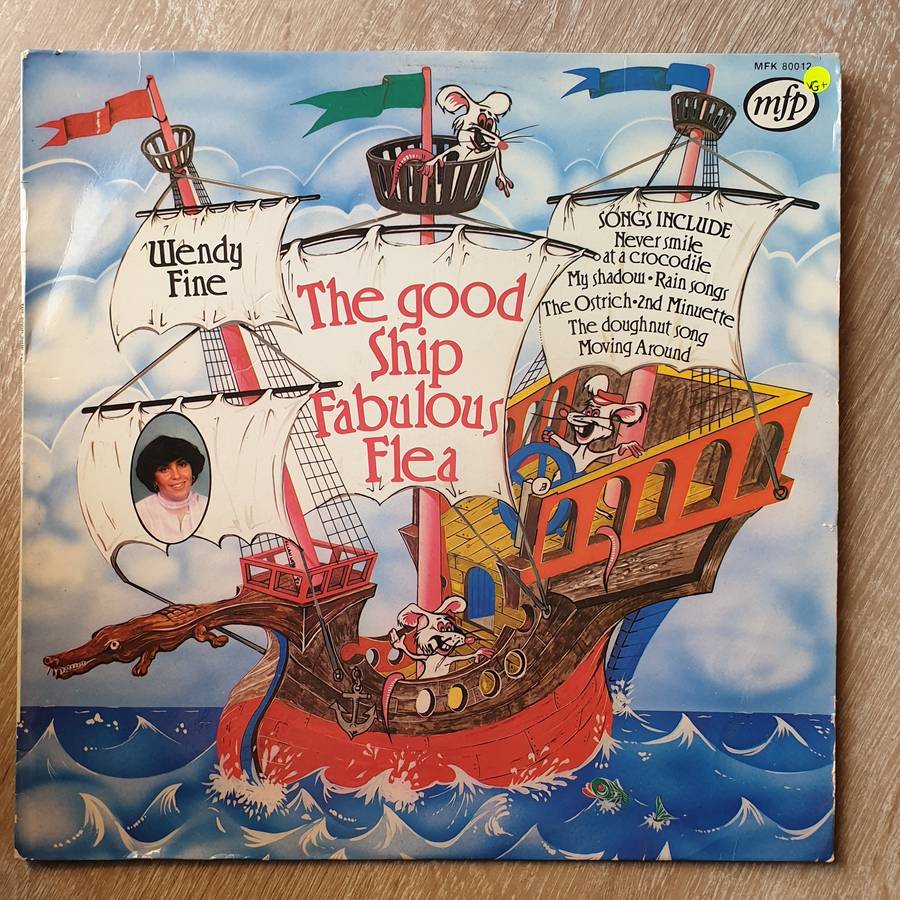 MFK 80012
G+
mfp
Wendy
Fine
The good
Ship
Fabulous
Flea
SONGS INCLUDE
Never smile
at a crocodile
My shadow • Rain songs
The Ostrich • 2nd Minuette
The doughnut song
Moving Around